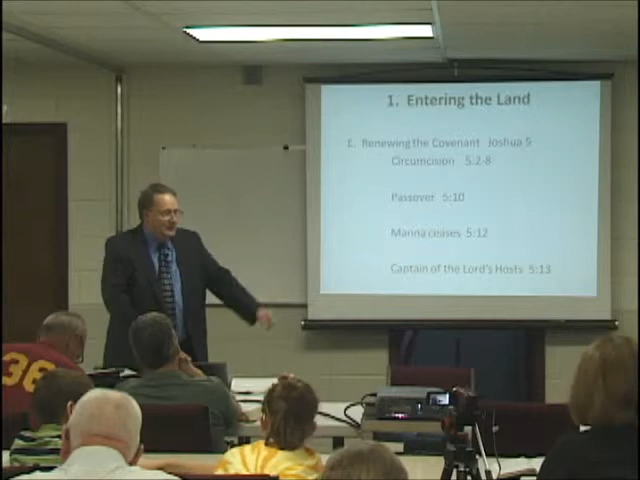 1. Entering the Land
E. Renewing the Covenant Joshua 5
Circumcision 5:2-8
Passover 5:10
Manna ceases 5:12
Captain of the Lord's Hosts 5:13
36